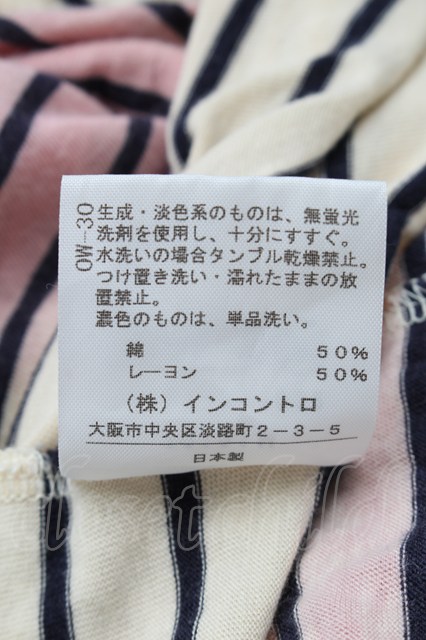 OW—30
生成・淡色系のものは、無蛍光
洗剤を使用し、十分にすすぐ。
水洗いの場合タンブル乾燥禁止。
つけ置き洗い・濡れたままの放
置禁止。
濃色のものは、単品洗い。
綿 50%
レーヨン 50%
(株) インコントロ
大阪市中央区淡路町2－3－5
日本製